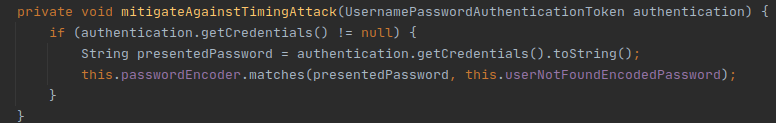 private void mitigateAgainstTimingAttack(UsernamePasswordAuthenticationToken authentication) {
    if (authentication.getCredentials() != null) {
        String presentedPassword = authentication.getCredentials().toString();
        this.passwordEncoder.matches(presentedPassword, this.userNotFoundEncodedPassword);
    }
}